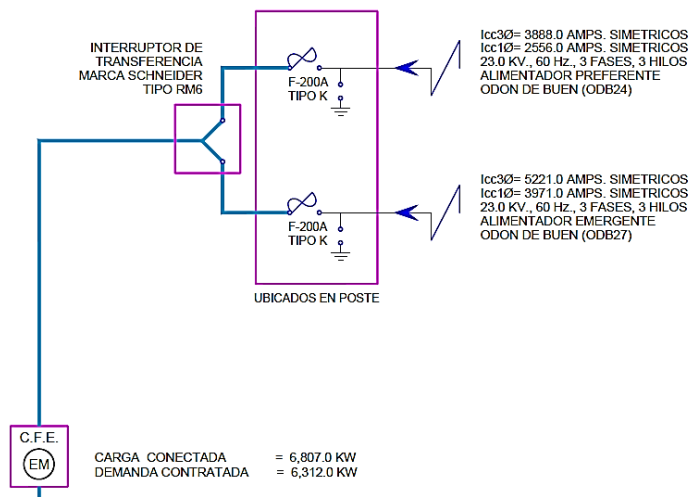 INTERRUPTOR DE
TRANSFERENCIA
MARCA SCHNEIDER
TIPO RM6
F-200A
TIPO K
Icc3Ø= 3888.0 AMPS. SIMETRICOS
Icc1Ø= 2556.0 AMPS. SIMETRICOS
23.0 KV., 60 Hz., 3 FASES, 3 HILOS
ALIMENTADOR PREFERENTE
ODON DE BUEN (ODB24)
F-200A
TIPO K
Icc3Ø= 5221.0 AMPS. SIMETRICOS
Icc1Ø= 3971.0 AMPS. SIMETRICOS
23.0 KV., 60 Hz., 3 FASES, 3 HILOS
ALIMENTADOR EMERGENTE
ODON DE BUEN (ODB27)
UBICADOS EN POSTE
C.F.E.
EM
CARGA CONECTADA = 6,807.0 KW
DEMANDA CONTRATADA = 6,312.0 KW